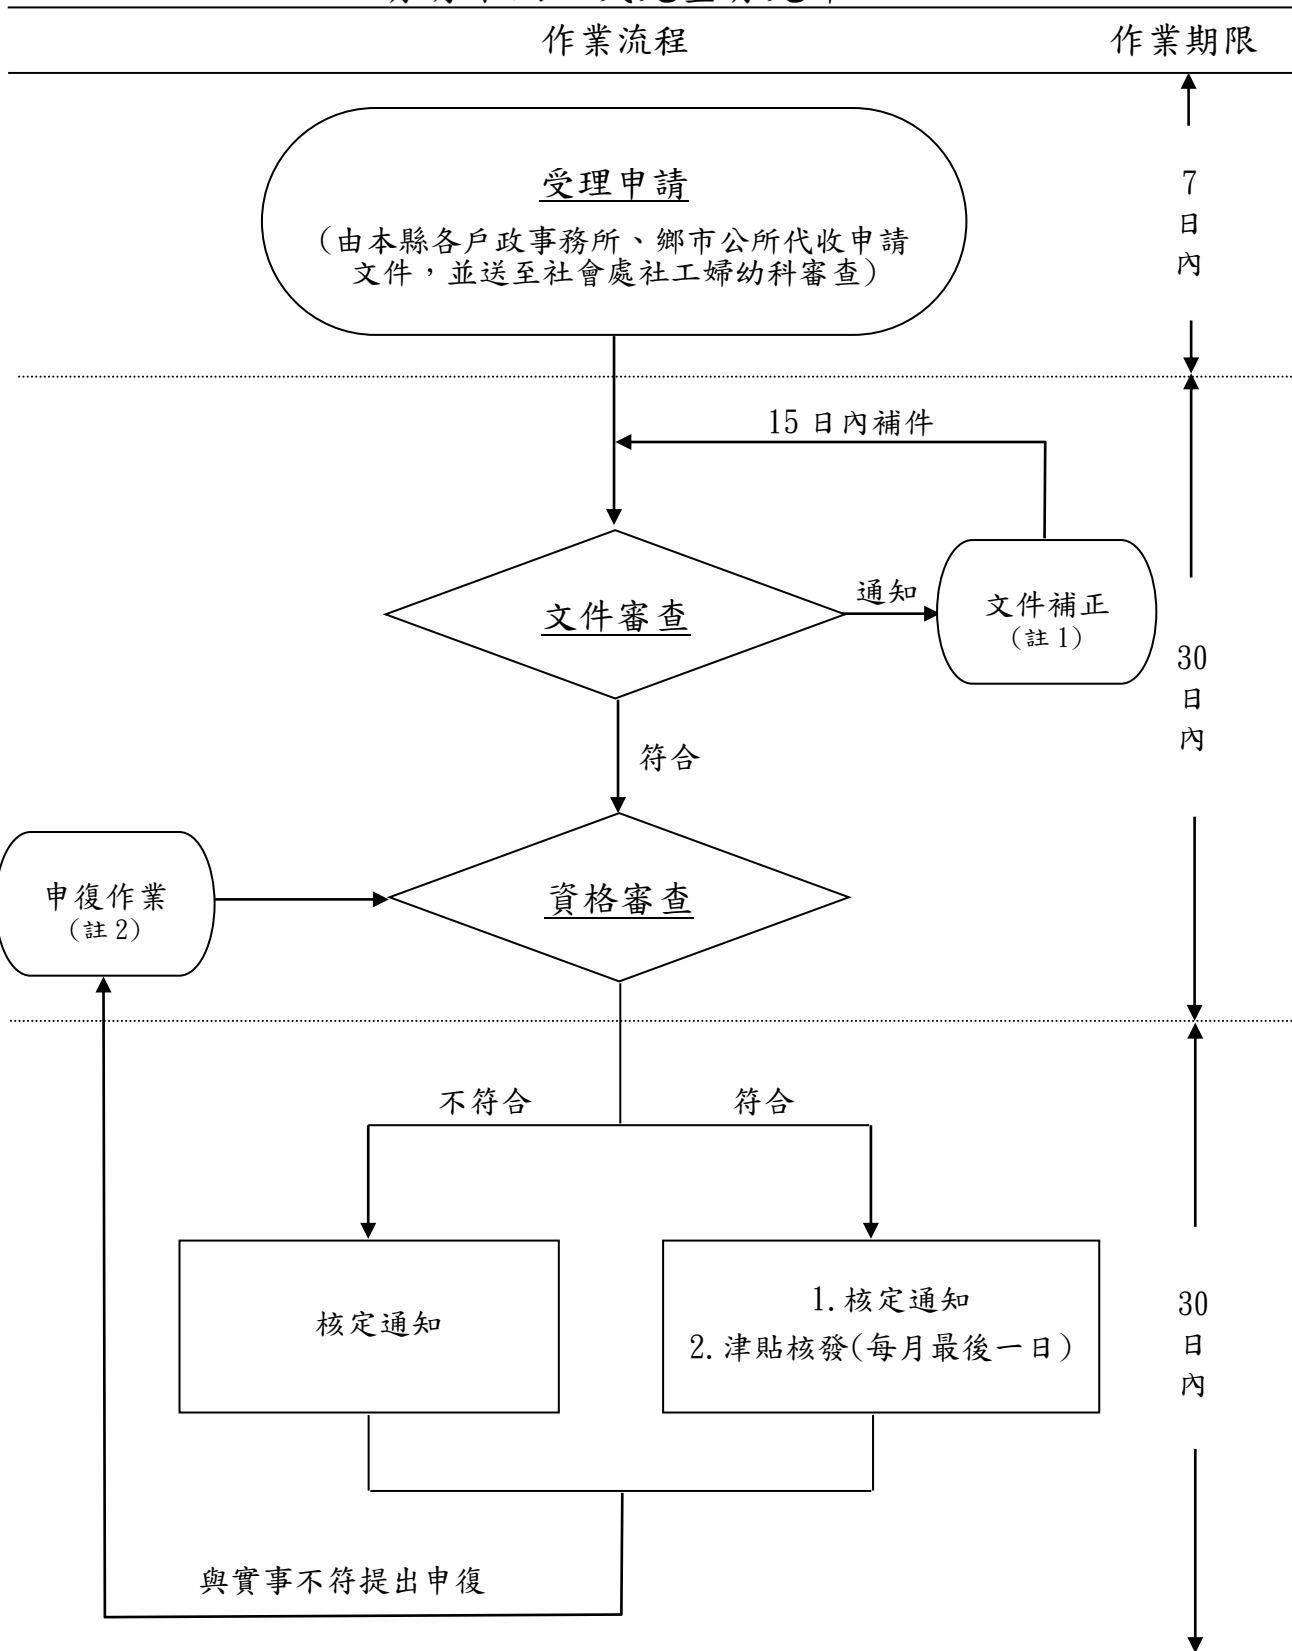 作業流程 作業期限
受理申請
（由本縣各戶政事務所、鄉市公所代收申請
文件，並送至社會處社工婦幼科審查）
7
日
內
15 日內補件
文件審查
通知
文件補正
（註 1）
符合
30
日
內
資格審查
申復作業
（註 2）
不符合
符合
核定通知
1.核定通知
2.津貼核發(每月最後一日)
30
日
內
與實事不符提出申復